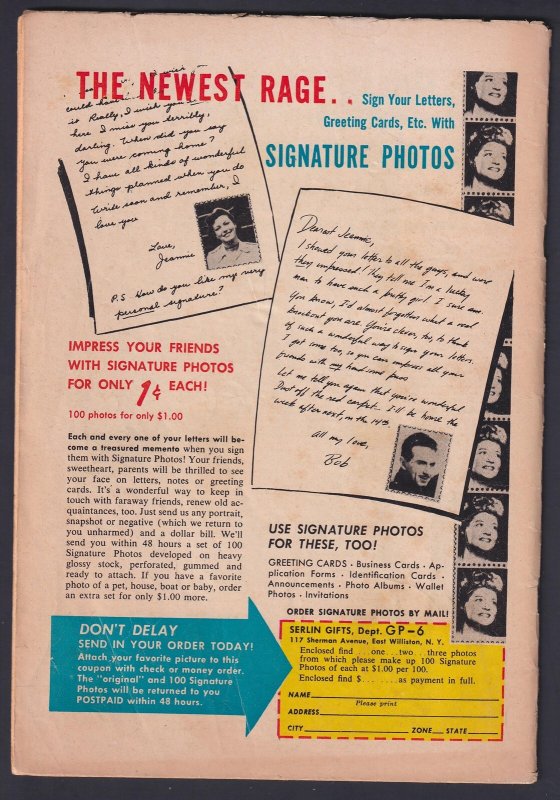 THE NEWEST RAGE..
Sign Your Letters,
Greeting Cards, Etc. With
SIGNATURE PHOTOS
could have
it Really, I wish you
here I miss you terribly,
darling. When did you say
you were coming home?
I have all kinds of wonderful
things planned when you do
Write soon and remember, I
love you
Love,
Jeannie
P.S. How do you like my very
personal signature?
Dearest Jeannie,
I showed your letter to all the guys, and were
they impressed! They tell me I'm a lucky
man to have such a pretty girl. I sure am.
You know, I'd almost forgotten what a real
knockout you are. You're clever, too, to think
of such a wonderful way to sign your letters.
I got some too, so you can impress all your
friends with my handsome face.
Let me tell you again that you're wonderful
Dust off the red carpet. I'll be home the
week after next, on the 14th.
All my love,
Bob
IMPRESS YOUR FRIENDS
WITH SIGNATURE PHOTOS
FOR ONLY 1¢ EACH!
100 photos for only $1.00
Each and every one of your letters will be-
come a treasured memento when you sign
them with Signature Photos! Your friends,
sweetheart, parents will be thrilled to see
your face on letters, notes or greeting
cards. It's a wonderful way to keep in
touch with faraway friends, renew old ac-
quaintances, too. Just send us any portrait,
snapshot or negative (which we return to
you unharmed) and a dollar bill. We'll
send you within 48 hours a set of 100
Signature Photos developed on heavy
glossy stock, perforated, gummed and
ready to attach. If you have a favorite
photo of a pet, house, boat or baby, order
an extra set for only $1.00 more.
USE SIGNATURE PHOTOS
FOR THESE, TOO!
GREETING CARDS · Business Cards · Ap-
plication Forms · Identification Cards ·
Announcements · Photo Albums · Wallet
Photos · Invitations
ORDER SIGNATURE PHOTOS BY MAIL!
DON'T DELAY
SEND IN YOUR ORDER TODAY!
Attach your favorite picture to this
coupon with check or money order.
The "original" and 100 Signature
Photos will be returned to you
POSTPAID within 48 hours.
SERLIN GIFTS, Dept. GP-6
117 Sherman Avenue, East Williston, N. Y.
Enclosed find ...one ...two ...three photos
from which please make up 100 Signature
Photos of each at $1.00 per 100.
Enclosed find $........ as payment in full.
NAME
Please print
ADDRESS
CITY ZONE STATE